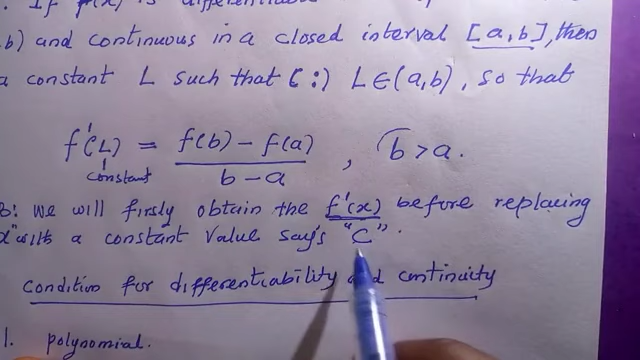 . If f(x) is differentiable
b) and continuous in a closed interval [a,b], then
a constant L such that (:) L∈(a,b), so that
f'(L) = f(b) - f(a) / b - a , b > a.
constant
B: We will firstly obtain the f'(x) before replacing
x" with a constant value say's "C".
Condition for differentiability and continuity
1. polynomial.